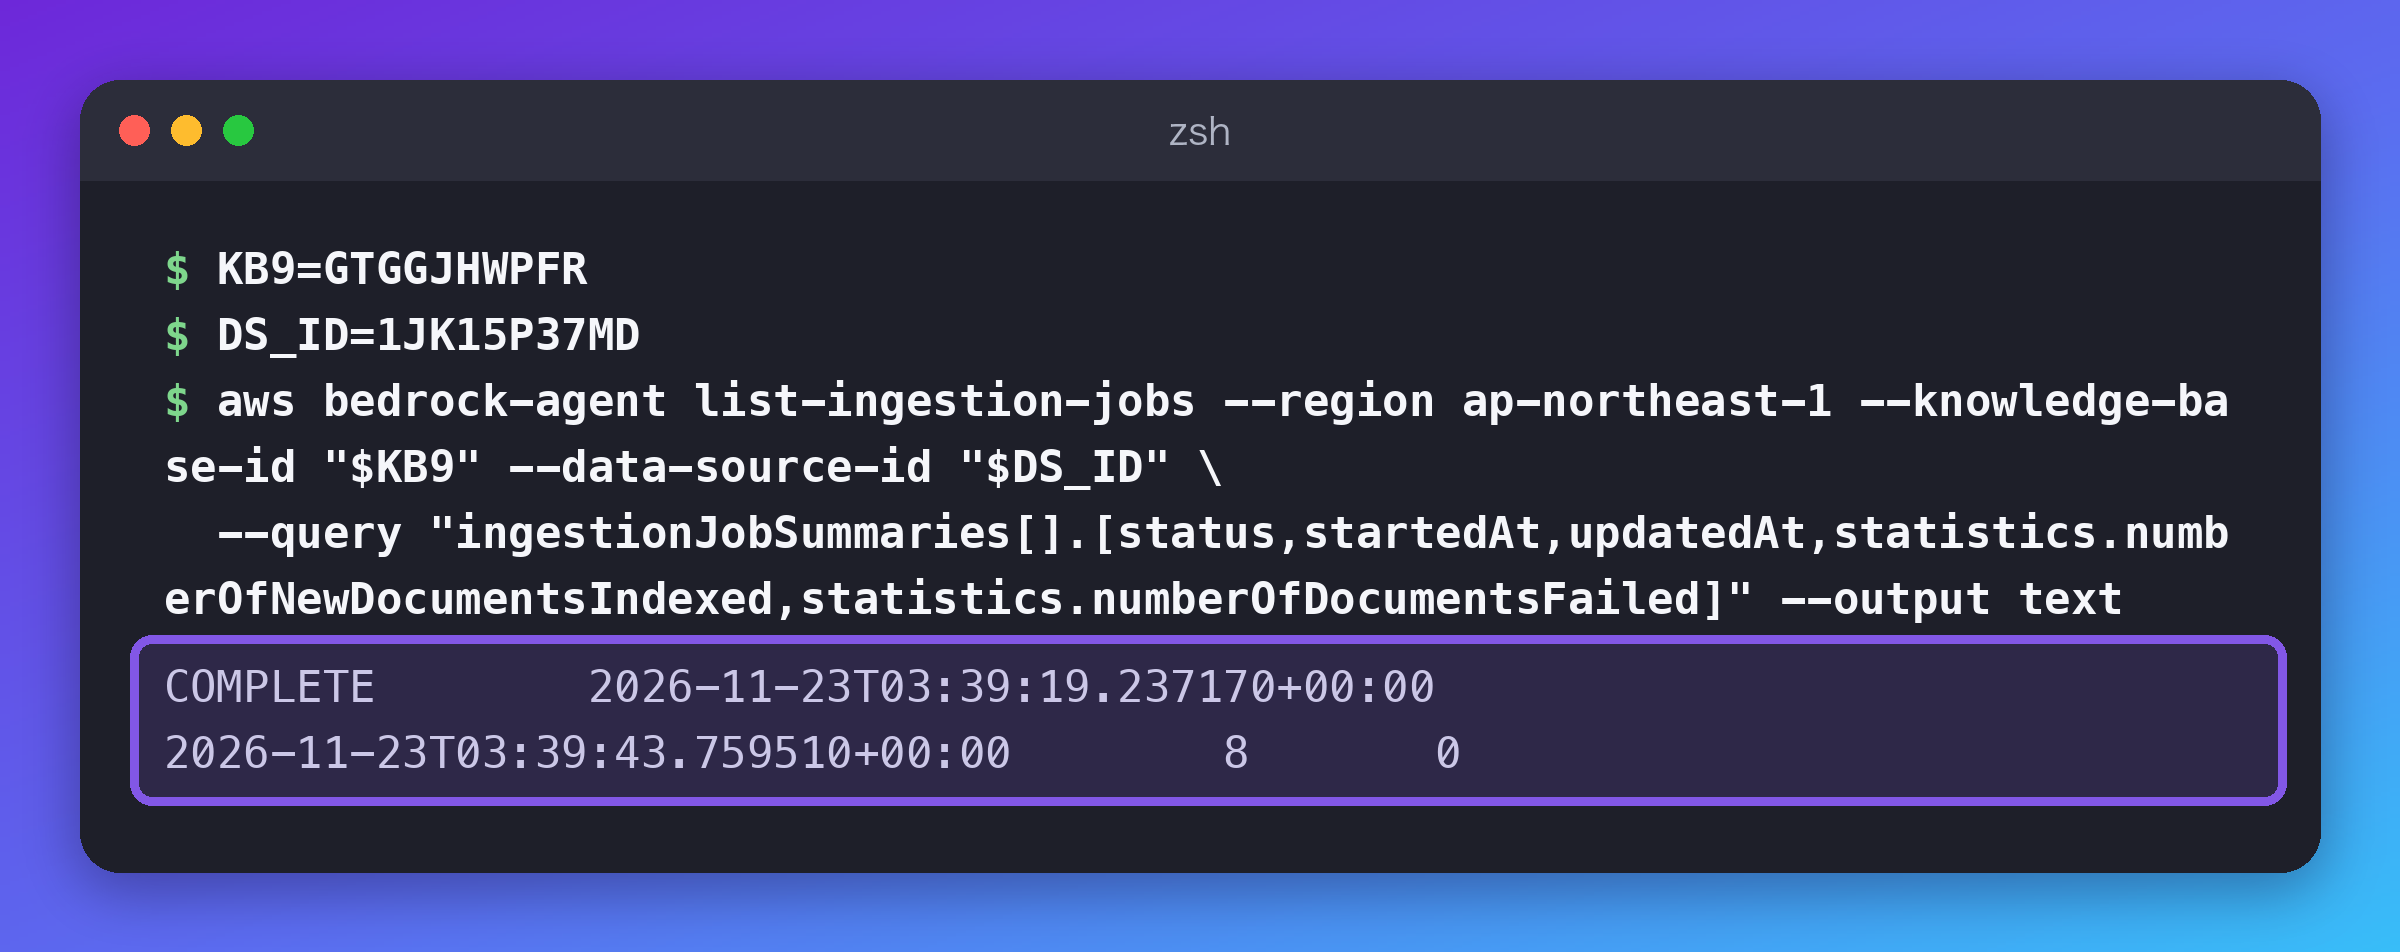 zsh
$ KB9=GTGGJHWPFR
$ DS_ID=1JK15P37MD
$ aws bedrock-agent list-ingestion-jobs --region ap-northeast-1 --knowledge-ba
se-id "$KB9" --data-source-id "$DS_ID" \
  --query "ingestionJobSummaries[].[status,startedAt,updatedAt,statistics.numb
erOfNewDocumentsIndexed,statistics.numberOfDocumentsFailed]" --output text
COMPLETE        2026-11-23T03:39:19.237170+00:00
2026-11-23T03:39:43.759510+00:00        8       0